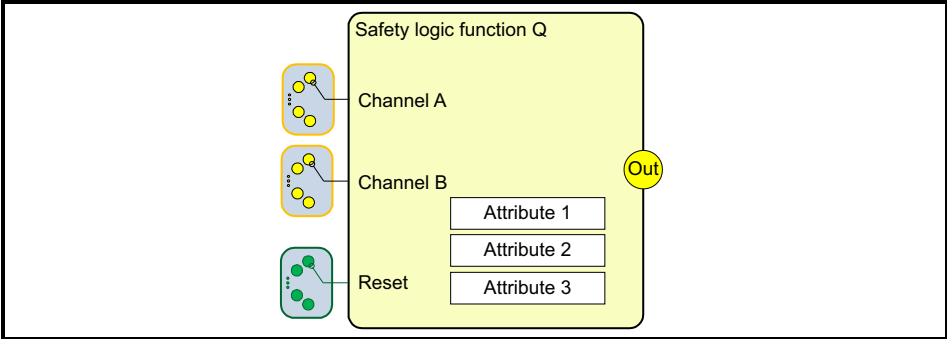 Safety logic function Q
Channel A
Channel B
Out
Attribute 1
Attribute 2
Reset
Attribute 3